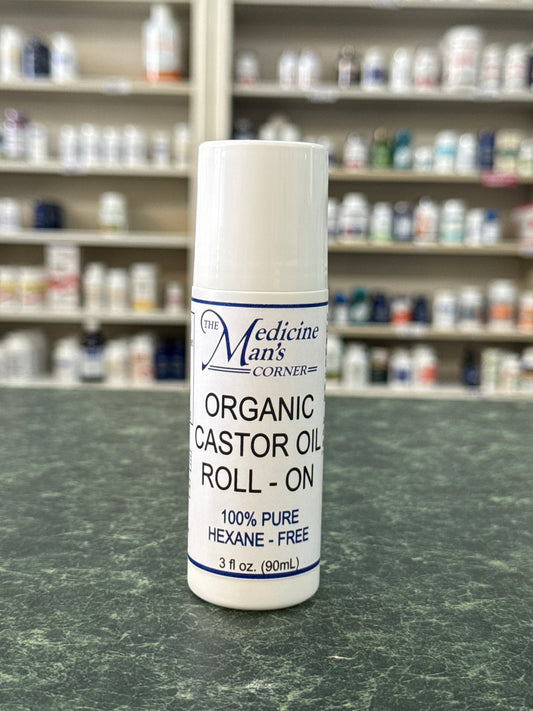 THE Medicine
Man's
CORNER
ORGANIC
CASTOR OIL
ROLL - ON
100% PURE
HEXANE - FREE
3 fl oz. (90mL)